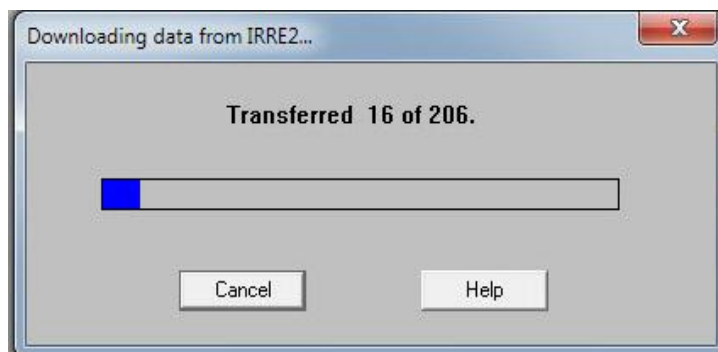 Downloading data from IRRE2...
Transferred 16 of 206.
Cancel
Help